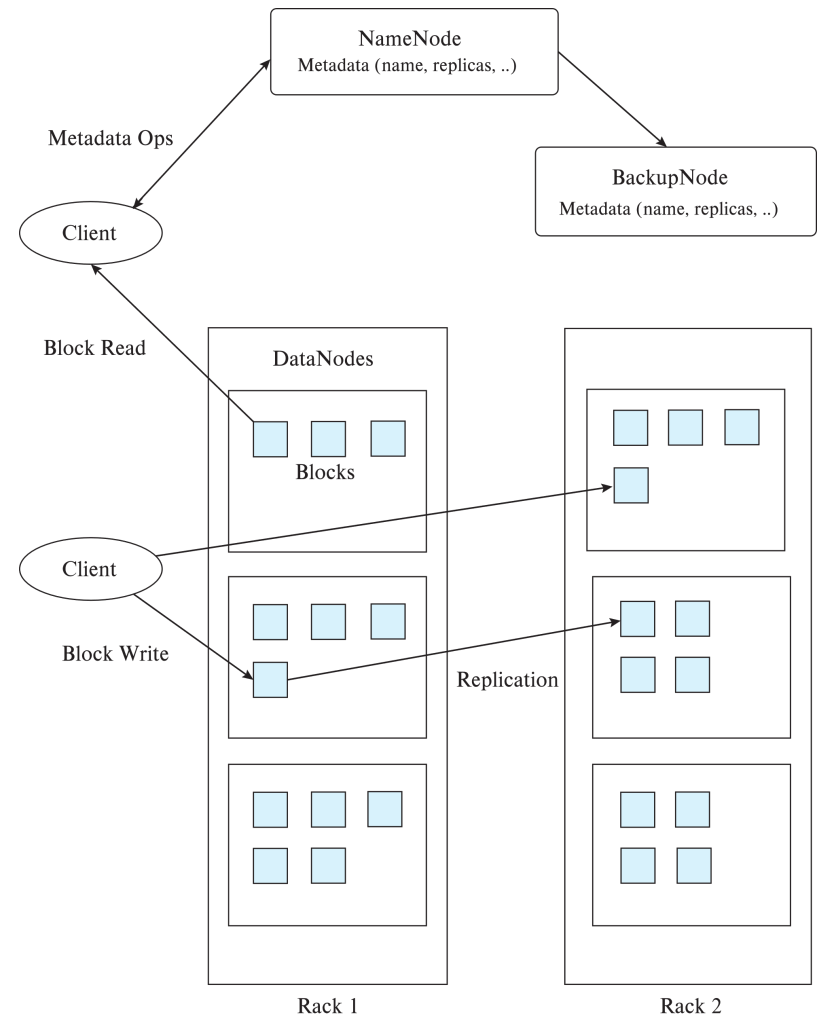 NameNode
Metadata (name, replicas, ..)
Metadata Ops
BackupNode
Metadata (name, replicas, ..)
Client
Block Read
DataNodes
Blocks
Client
Block Write
Replication
Rack 1
Rack 2